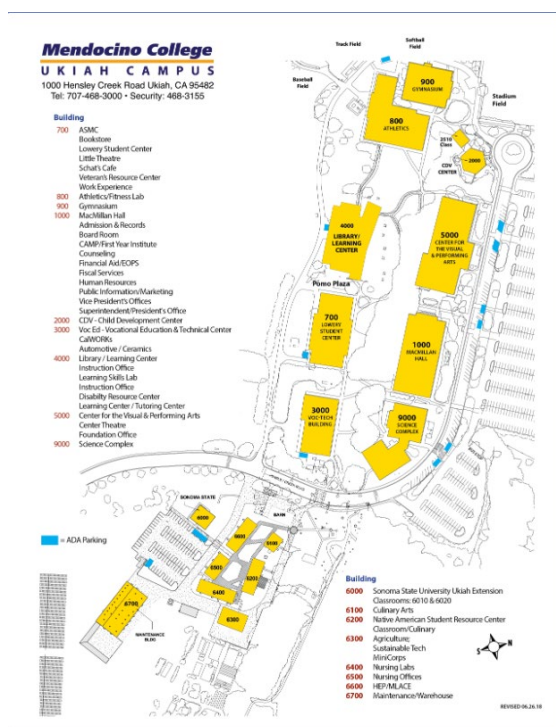 Mendocino College
UKIAH CAMPUS
1000 Hensley Creek Road Ukiah, CA 95482
Tel: 707-468-3000 • Security: 468-3155
Building
700 ASMC
Bookstore
Lowery Student Center
Little Theatre
Schat's Cafe
Veteran's Resource Center
Work Experience
800 Athletics/Fitness Lab
900 Gymnasium
1000 MacMillan Hall
Admission & Records
Board Room
CAMP/First Year Institute
Counseling
Financial Aid/EOPS
Fiscal Services
Human Resources
Public Information/Marketing
Vice President's Offices
Superintendent/President's Office
2000 CDV - Child Development Center
3000 Voc Ed - Vocational Education & Technical Center
CalWORKs
Automotive / Ceramics
4000 Library / Learning Center
Instruction Office
Learning Skills Lab
Instruction Office
Disabilty Resource Center
Learning Center / Tutoring Center
5000 Center for the Visual & Performing Arts
Center Theatre
Foundation Office
9000 Science Complex
Track Field
Softball
Field
Baseball
Field
Stadium
Field
900
GYMNASIUM
800
ATHLETICS
2010
Class
2000
CDV
CENTER
4000
LIBRARY/
LEARNING
CENTER
5000
CENTER FOR
THE VISUAL
& PERFORMING
ARTS
Pomo Plaza
700
LOWERY
STUDENT
CENTER
1000
MACMILLAN
HALL
3000
VOC-TECH
BUILDING
9000
SCIENCE
COMPLEX
SONOMA STATE
6000
BARN
6600
6500
6200
6400
6300
6700
MAINTENANCE
BLDG
= ADA Parking
Building
6000 Sonoma State University Ukiah Extension
Classrooms: 6010 & 6020
6100 Culinary Arts
6200 Native American Student Resource Center
Classroom/Culinary
6300 Agriculture,
Sustainable Tech
MiniCorps
6400 Nursing Labs
6500 Nursing Offices
6600 HEP/MLACE
6700 Maintenance/Warehouse
S N
REVISED 06.26.18